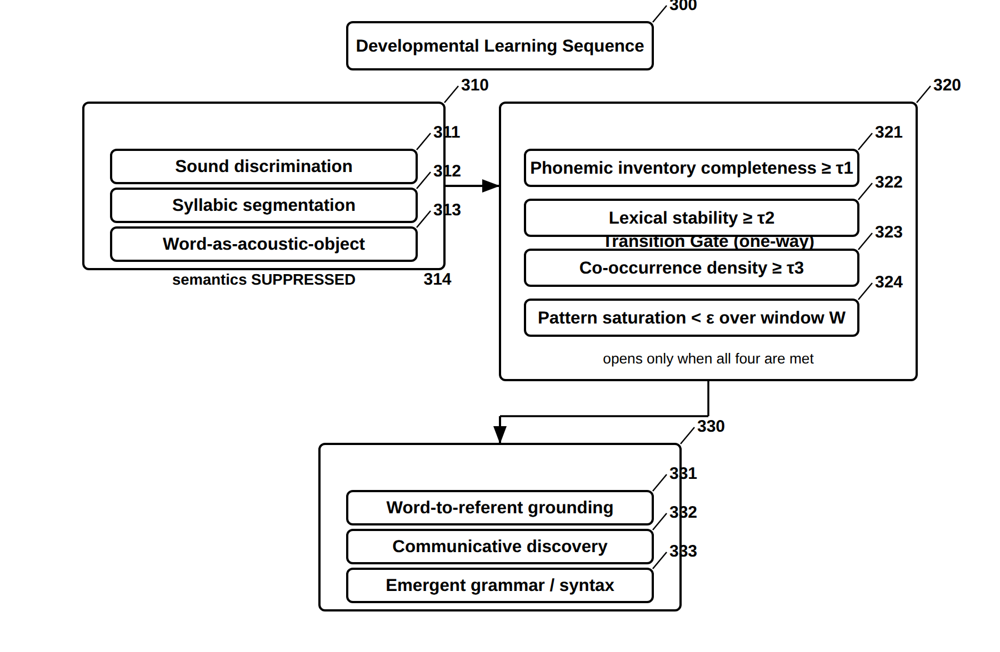 300
Developmental Learning Sequence
310
320
311
Sound discrimination
312
Syllabic segmentation
313
Word-as-acoustic-object
semantics SUPPRESSED
314
321
Phonemic inventory completeness ≥ τ1
322
Lexical stability ≥ τ2
Transition Gate (one-way)
323
Co-occurrence density ≥ τ3
324
Pattern saturation < ε over window W
opens only when all four are met
330
331
Word-to-referent grounding
332
Communicative discovery
333
Emergent grammar / syntax